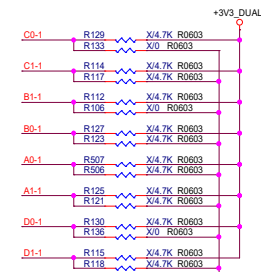 +3V3_DUAL
C0-1 R129 X/4.7K R0603
R133 X/0 R0603
C1-1 R114 X/4.7K R0603
R117 X/4.7K R0603
B1-1 R112 X/4.7K R0603
R106 X/0 R0603
B0-1 R127 X/4.7K R0603
R123 X/4.7K R0603
A0-1 R507 X/4.7K R0603
R506 X/4.7K R0603
A1-1 R125 X/4.7K R0603
R121 X/4.7K R0603
D0-1 R130 X/4.7K R0603
R136 X/0 R0603
D1-1 R115 X/4.7K R0603
R118 X/4.7K R0603